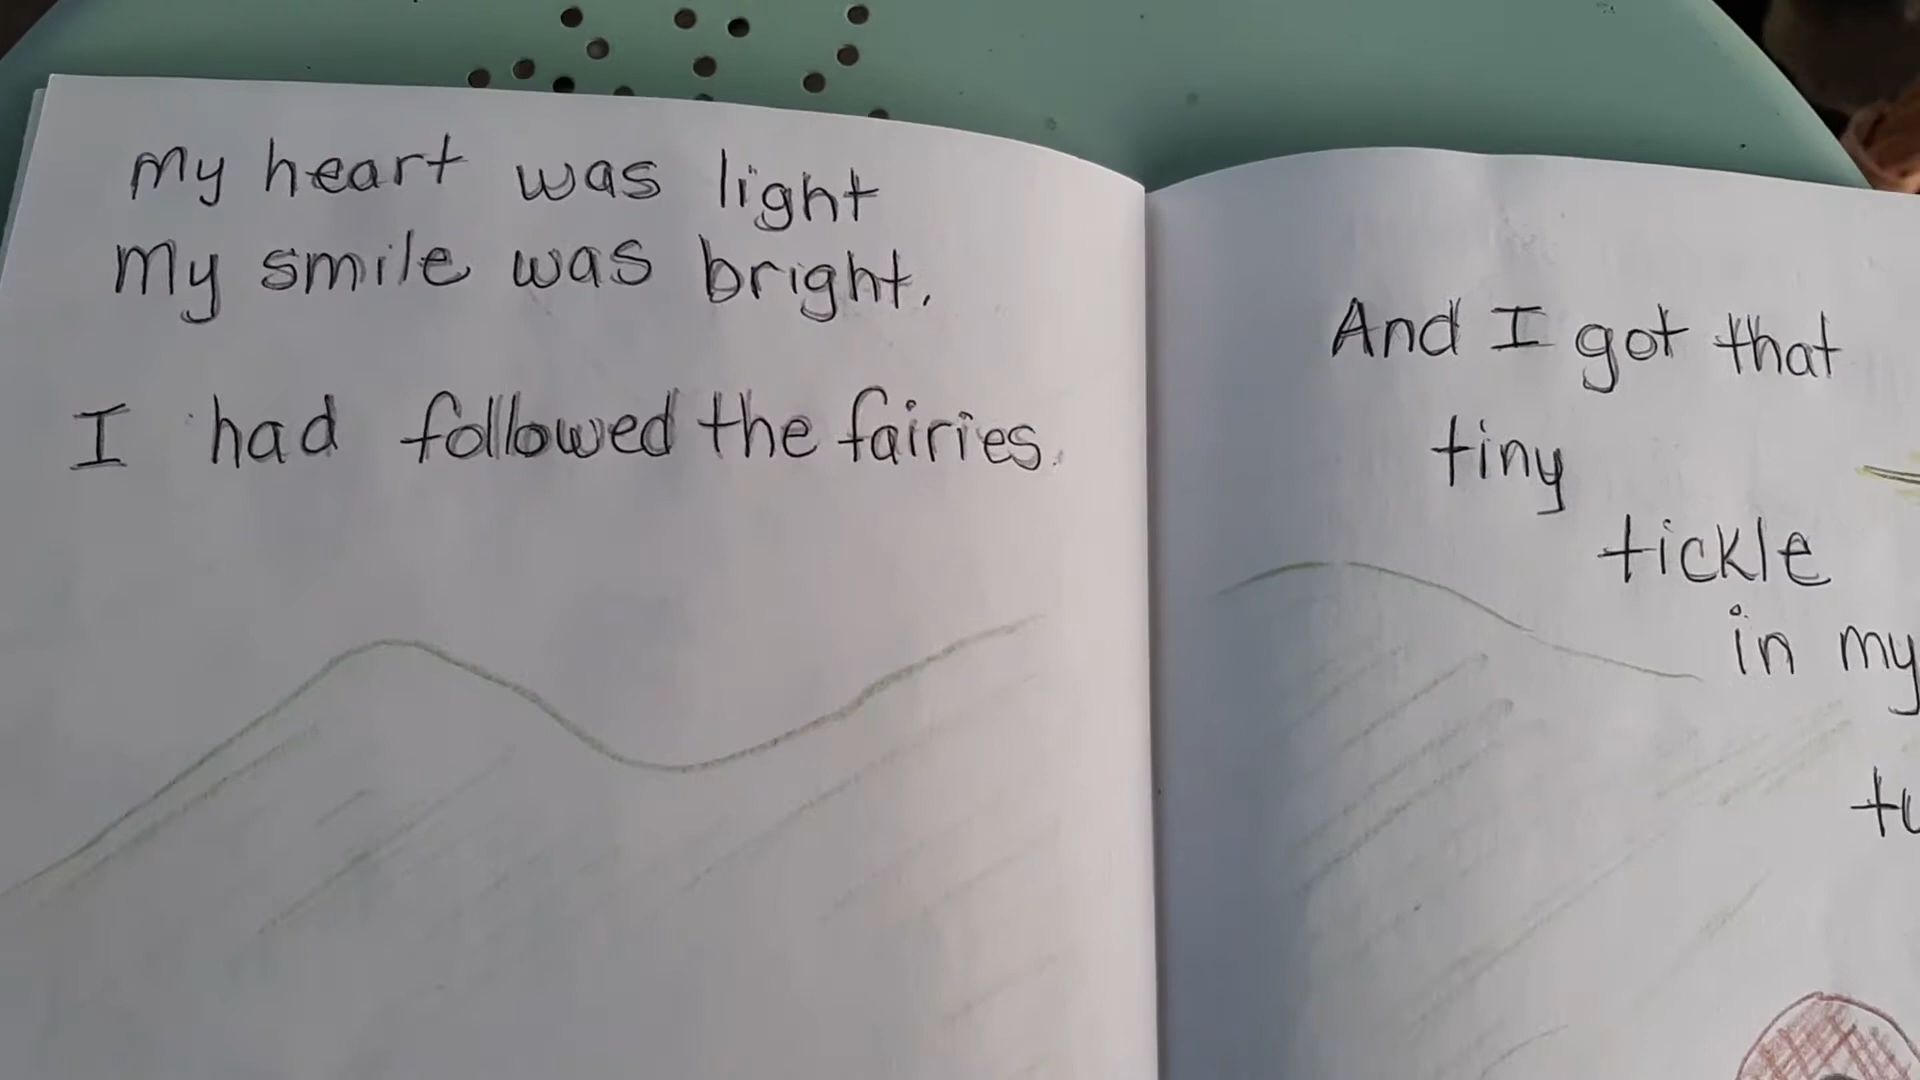 my heart was light
My smile was bright.
I had followed the fairies.
And I got that
tiny
tickle
in my